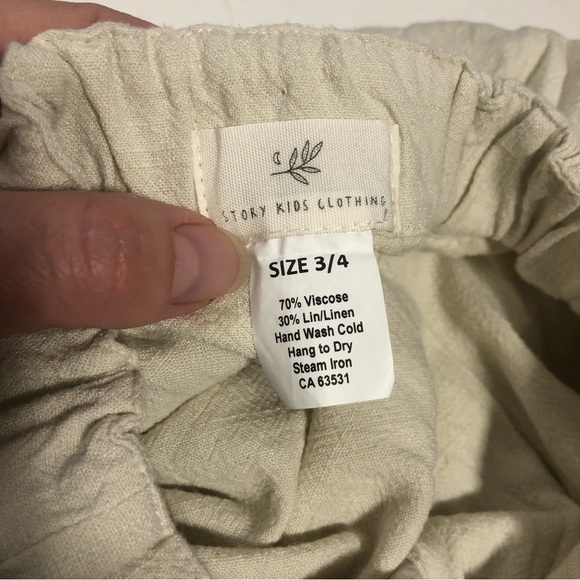 STORY KIDS CLOTHING
SIZE 3/4
70% Viscose
30% Lin/Linen
Hand Wash Cold
Hang to Dry
Steam Iron
CA 63531